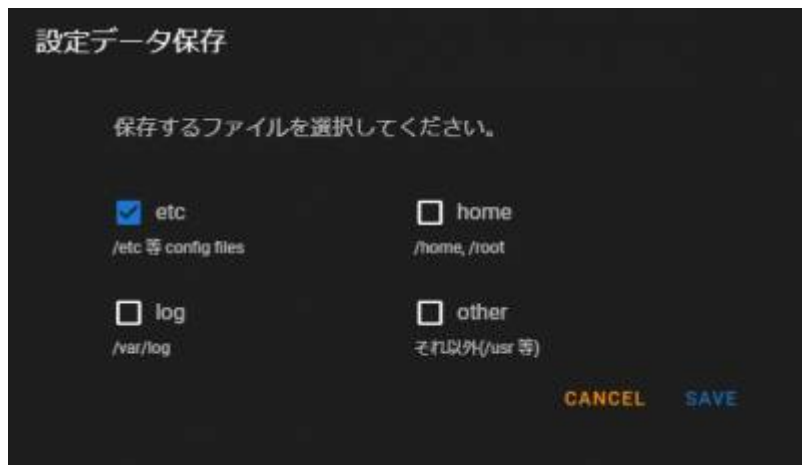 設定データ保存
保存するファイルを選択してください。
etc
/etc 等 config files
home
/home, /root
log
/var/log
other
それ以外(/usr 等)
CANCEL SAVE